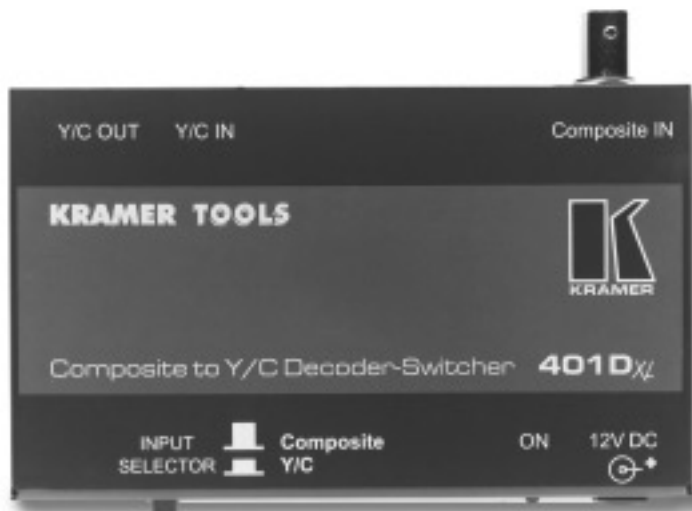 Y/C OUT Y/C IN Composite IN
KRAMER TOOLS
KRAMER
Composite to Y/C Decoder-Switcher 401Dxl
INPUT Composite ON 12V DC
SELECTOR Y/C
+